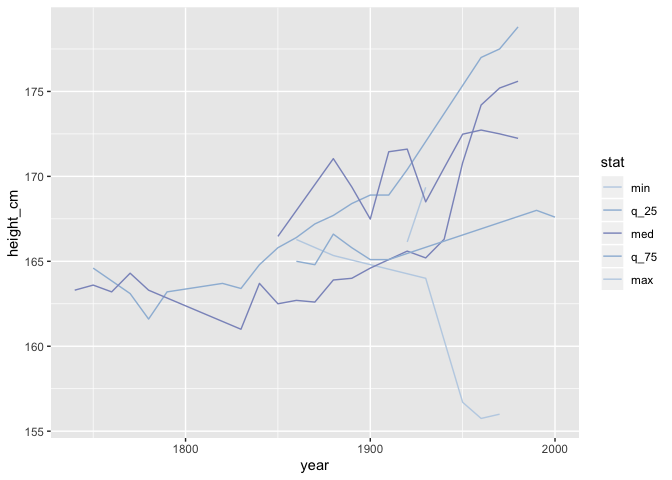 height_cm
175
170
165
160
155
1800
1900
2000
year
stat
min
q_25
med
q_75
max